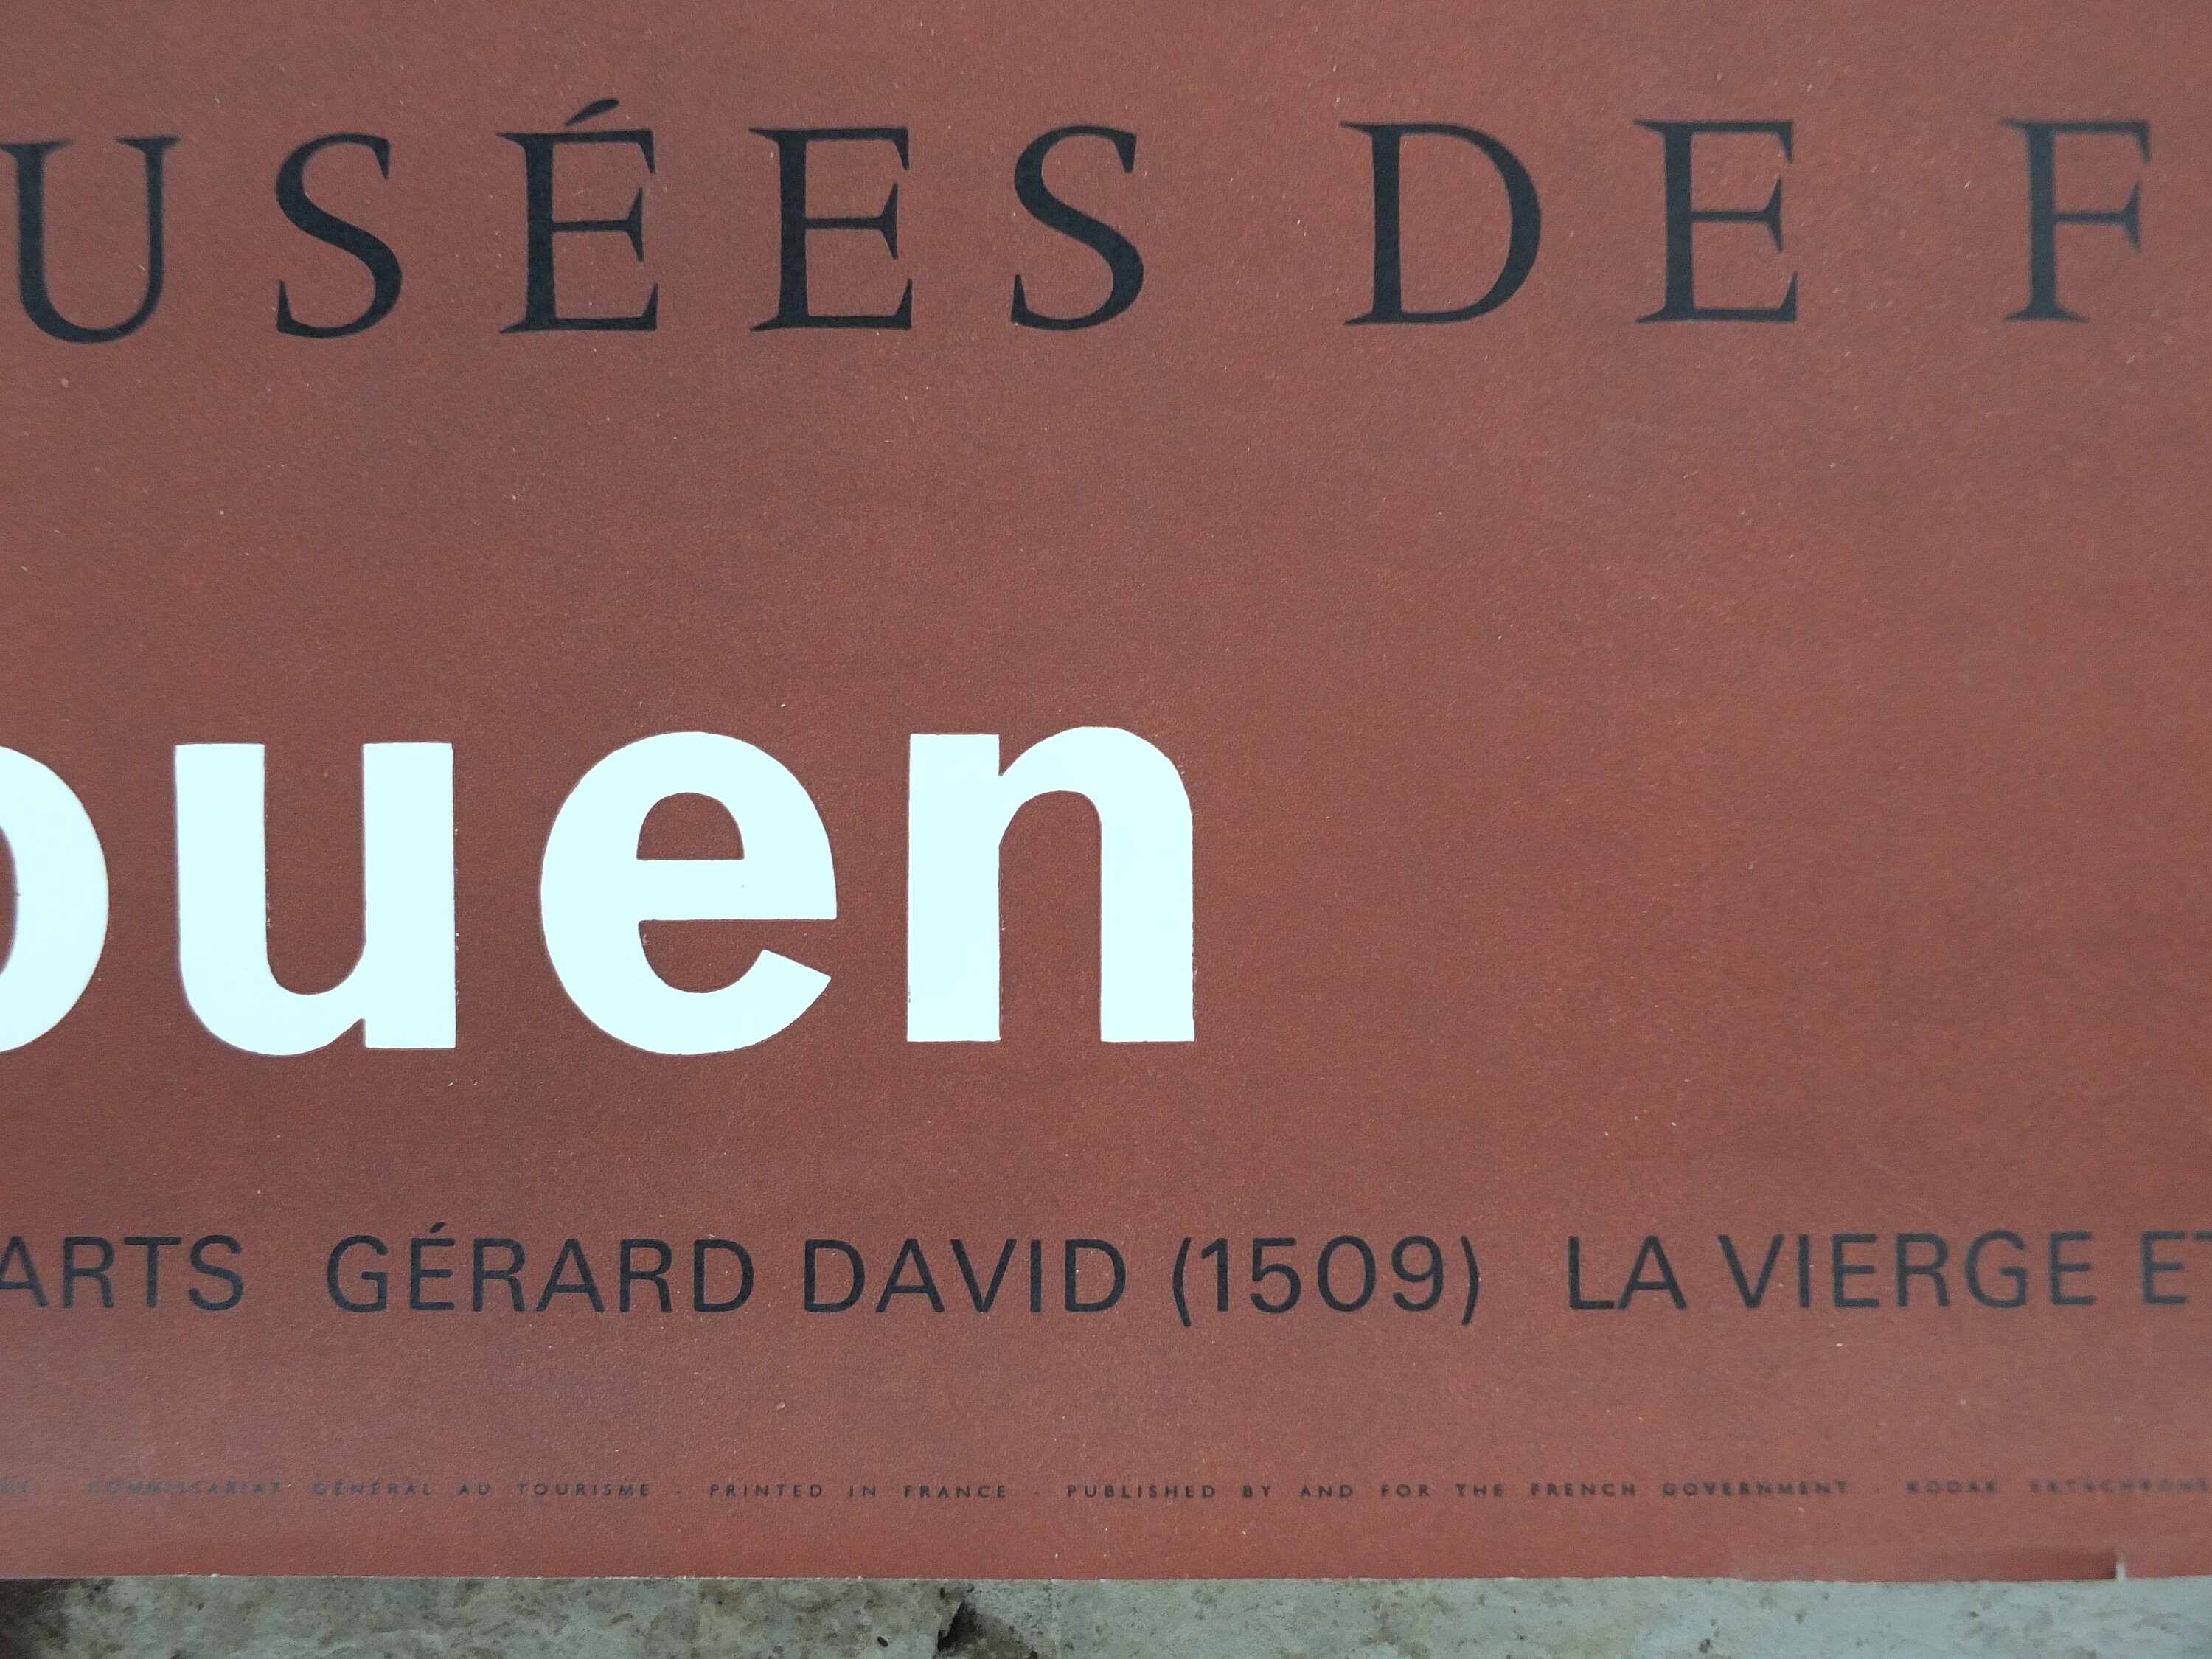 USÉES DE F
ouen
ARTS GÉRARD DAVID (1509) LA VIERGE ET
COMMISSARIAT GÉNÉRAL AU TOURISME - PRINTED IN FRANCE - PUBLISHED BY AND FOR THE FRENCH GOVERNMENT - KODAK EKTACHROME